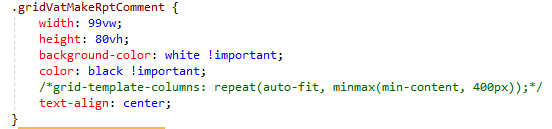 .gridVatMakeRptComment {
    width: 99vw;
    height: 80vh;
    background-color: white !important;
    color: black !important;
    /*grid-template-columns: repeat(auto-fit, minmax(min-content, 400px));*/
    text-align: center;
}